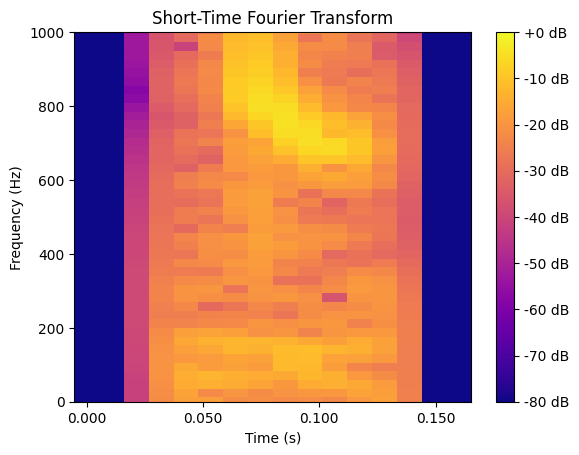 Short-Time Fourier Transform
1000
800
600
400
200
0
Frequency (Hz)
0.000
0.050
0.100
0.150
Time (s)
+0 dB
-10 dB
-20 dB
-30 dB
-40 dB
-50 dB
-60 dB
-70 dB
-80 dB